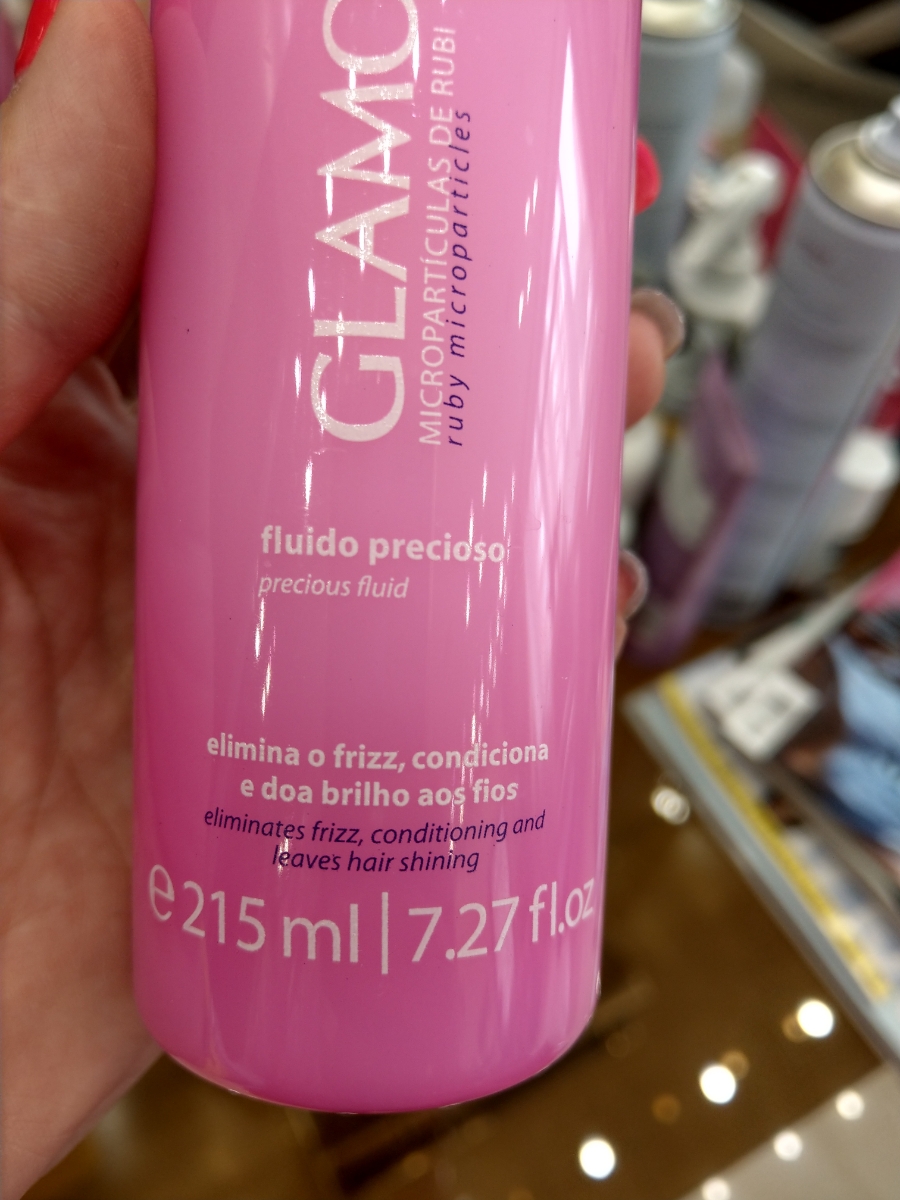 GLAMO
MICROPARTÍCULAS DE RUBI
ruby microparticles
fluido precioso
precious fluid
elimina o frizz, condiciona
e doa brilho aos fios
eliminates frizz, conditioning and
leaves hair shining
e 215 ml | 7.27 fl.oz